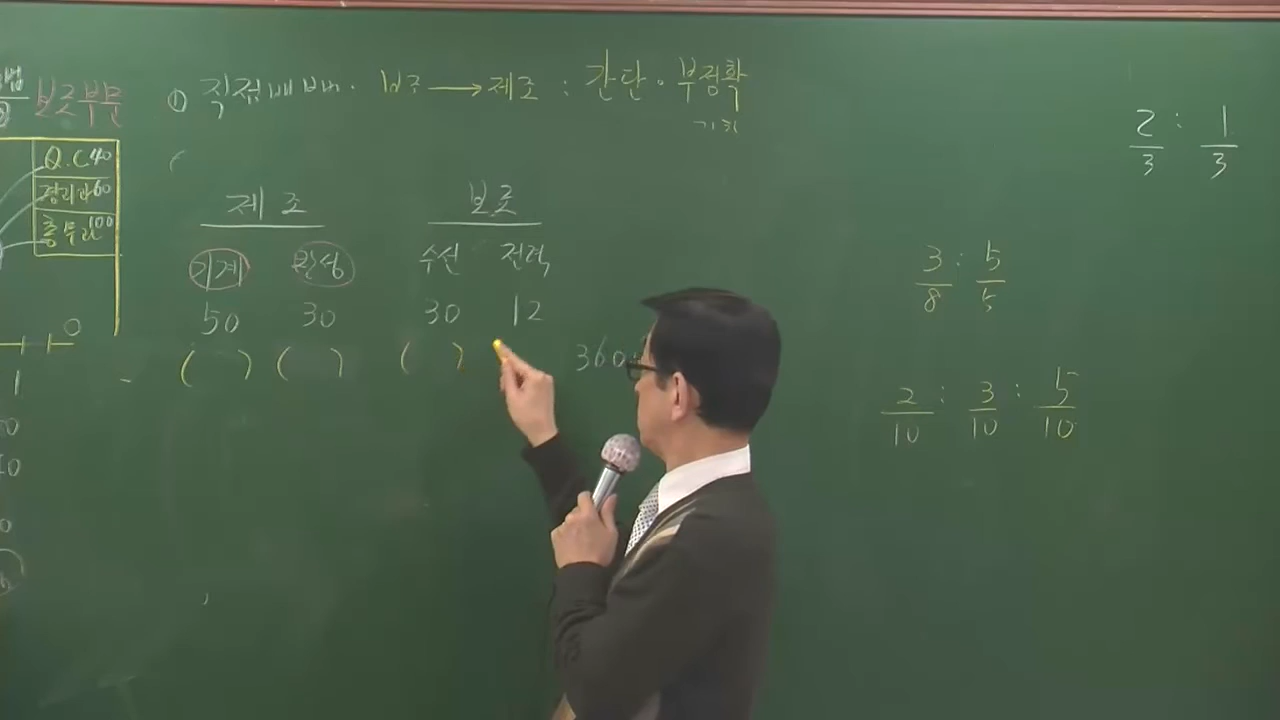 법 보조부문 ① 직접배부법. 보조 → 제조 : 간단. 부정확
2/3 : 1/3
Q.C 40
경리과 60
총무과 100
제조 보조
기계 완성 수선 전력
3/8 : 5/5
50 30 30 12
0
( ) ( ) ( ) 360
1
2/10 : 3/10 : 5/10